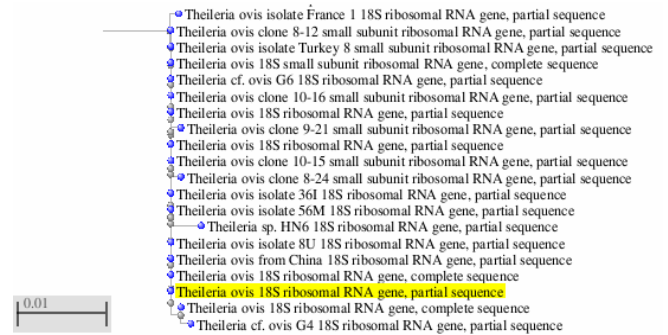 Theileria ovis isolate France 1 18S ribosomal RNA gene, partial sequence
Theileria ovis clone 8-12 small subunit ribosomal RNA gene, partial sequence
Theileria ovis isolate Turkey 8 small subunit ribosomal RNA gene, partial sequence
Theileria ovis 18S small subunit ribosomal RNA gene, complete sequence
Theileria cf. ovis G6 18S ribosomal RNA gene, partial sequence
Theileria ovis clone 10-16 small subunit ribosomal RNA gene, partial sequence
Theileria ovis 18S ribosomal RNA gene, partial sequence
Theileria ovis clone 9-21 small subunit ribosomal RNA gene, partial sequence
Theileria ovis 18S ribosomal RNA gene, partial sequence
Theileria ovis clone 10-15 small subunit ribosomal RNA gene, partial sequence
Theileria ovis clone 8-24 small subunit ribosomal RNA gene, partial sequence
Theileria ovis isolate 36I 18S ribosomal RNA gene, partial sequence
Theileria ovis isolate 56M 18S ribosomal RNA gene, partial sequence
Theileria sp. HN6 18S ribosomal RNA gene, partial sequence
Theileria ovis isolate 8U 18S ribosomal RNA gene, partial sequence
Theileria ovis from China 18S ribosomal RNA gene, partial sequence
Theileria ovis 18S ribosomal RNA gene, complete sequence
Theileria ovis 18S ribosomal RNA gene, partial sequence
Theileria ovis 18S ribosomal RNA gene, complete sequence
Theileria cf. ovis G4 18S ribosomal RNA gene, partial sequence
0.01